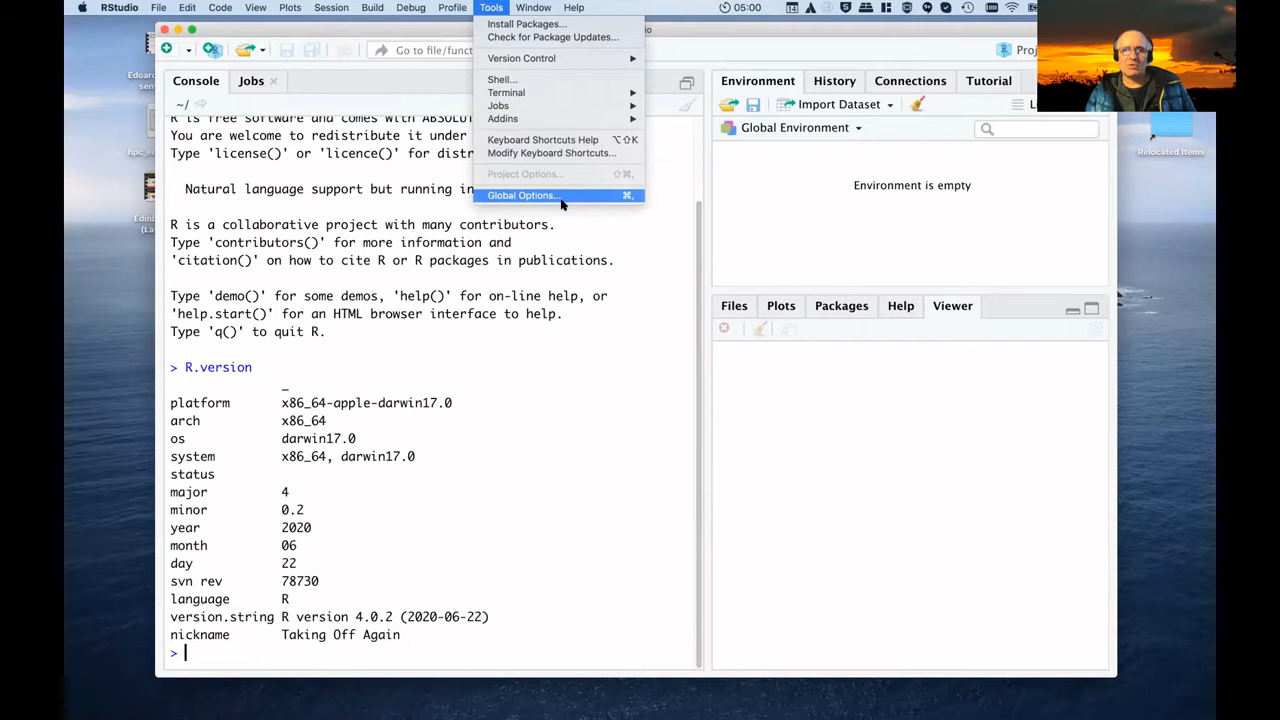 RStudio File Edit Code View Plots Session Build Debug Profile Tools Window Help 05:00 14
Install Packages...
Check for Package Updates...
Version Control
Shell...
Terminal
Jobs
Addins
Keyboard Shortcuts Help ⌥⇧K
Modify Keyboard Shortcuts...
Project Options... ⇧⌘,
Global Options... ⌘,
Go to file/funct
Console Jobs
~/
R is free software and comes with ABSOLUT
You are welcome to redistribute it under
Type 'license()' or 'licence()' for distr
Natural language support but running in
R is a collaborative project with many contributors.
Type 'contributors()' for more information and
'citation()' on how to cite R or R packages in publications.
Type 'demo()' for some demos, 'help()' for on-line help, or
'help.start()' for an HTML browser interface to help.
Type 'q()' to quit R.
> R.version
_
platform x86_64-apple-darwin17.0
arch x86_64
os darwin17.0
system x86_64, darwin17.0
status
major 4
minor 0.2
year 2020
month 06
day 22
svn rev 78730
language R
version.string R version 4.0.2 (2020-06-22)
nickname Taking Off Again
>
Environment History Connections Tutorial
Import Dataset
Global Environment
Environment is empty
Files Plots Packages Help Viewer
Relocated Items